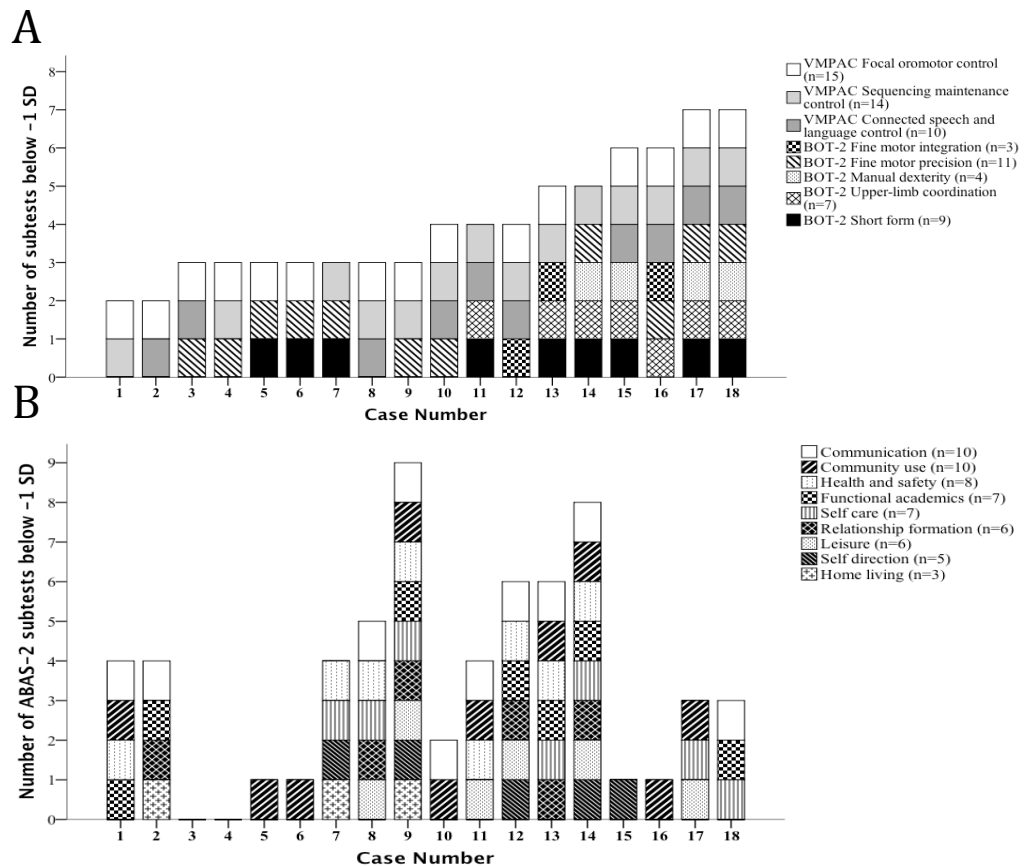 A
Number of subtests below -1 SD
8
7
6
5
4
3
2
1
0
1 2 3 4 5 6 7 8 9 10 11 12 13 14 15 16 17 18
Case Number
VMPAC Focal oromotor control
(n=15)
VMPAC Sequencing maintenance
control (n=14)
VMPAC Connected speech and
language control (n=10)
BOT-2 Fine motor integration (n=3)
BOT-2 Fine motor precision (n=11)
BOT-2 Manual dexterity (n=4)
BOT-2 Upper-limb coordination
(n=7)
BOT-2 Short form (n=9)
B
Number of ABAS-2 subtests below -1 SD
9
8
7
6
5
4
3
2
1
0
1 2 3 4 5 6 7 8 9 10 11 12 13 14 15 16 17 18
Case Number
Communication (n=10)
Community use (n=10)
Health and safety (n=8)
Functional academics (n=7)
Self care (n=7)
Relationship formation (n=6)
Leisure (n=6)
Self direction (n=5)
Home living (n=3)